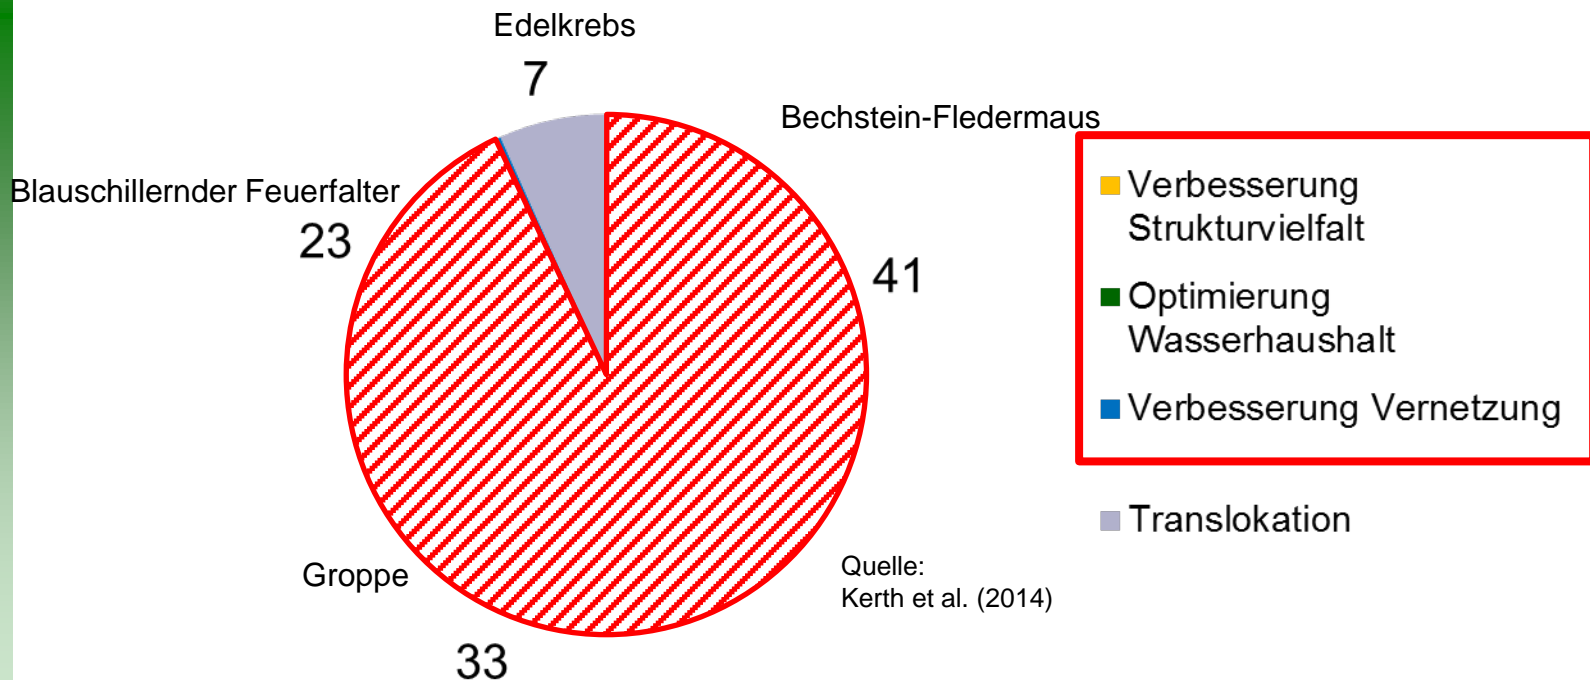 Edelkrebs
7
Bechstein-Fledermaus
Blauschillernder Feuerfalter
23
41
Verbesserung
Strukturvielfalt
Optimierung
Wasserhaushalt
Verbesserung Vernetzung
Translokation
Groppe
33
Quelle:
Kerth et al. (2014)